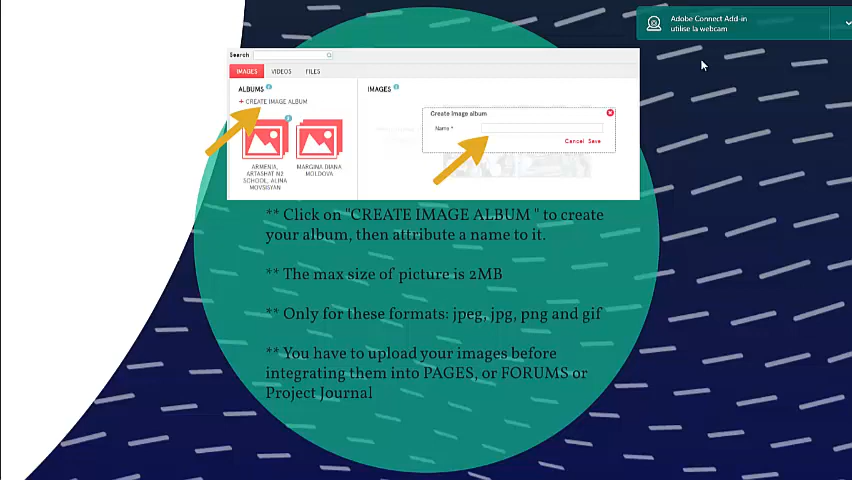 Adobe Connect Add-in
utilise la webcam
Search
IMAGES VIDEOS FILES
ALBUMS
+ CREATE IMAGE ALBUM
IMAGES
Create Image album
Name *
Cancel Save
ARMENIA,
ARTASHAT N2
SCHOOL, ALINA
MOVSISYAN
MARGINA DIANA
MOLDOVA
** Click on "CREATE IMAGE ALBUM " to create
your album, then attribute a name to it.
** The max size of picture is 2MB
** Only for these formats: jpeg, jpg, png and gif
** You have to upload your images before
integrating them into PAGES, or FORUMS or
Project Journal